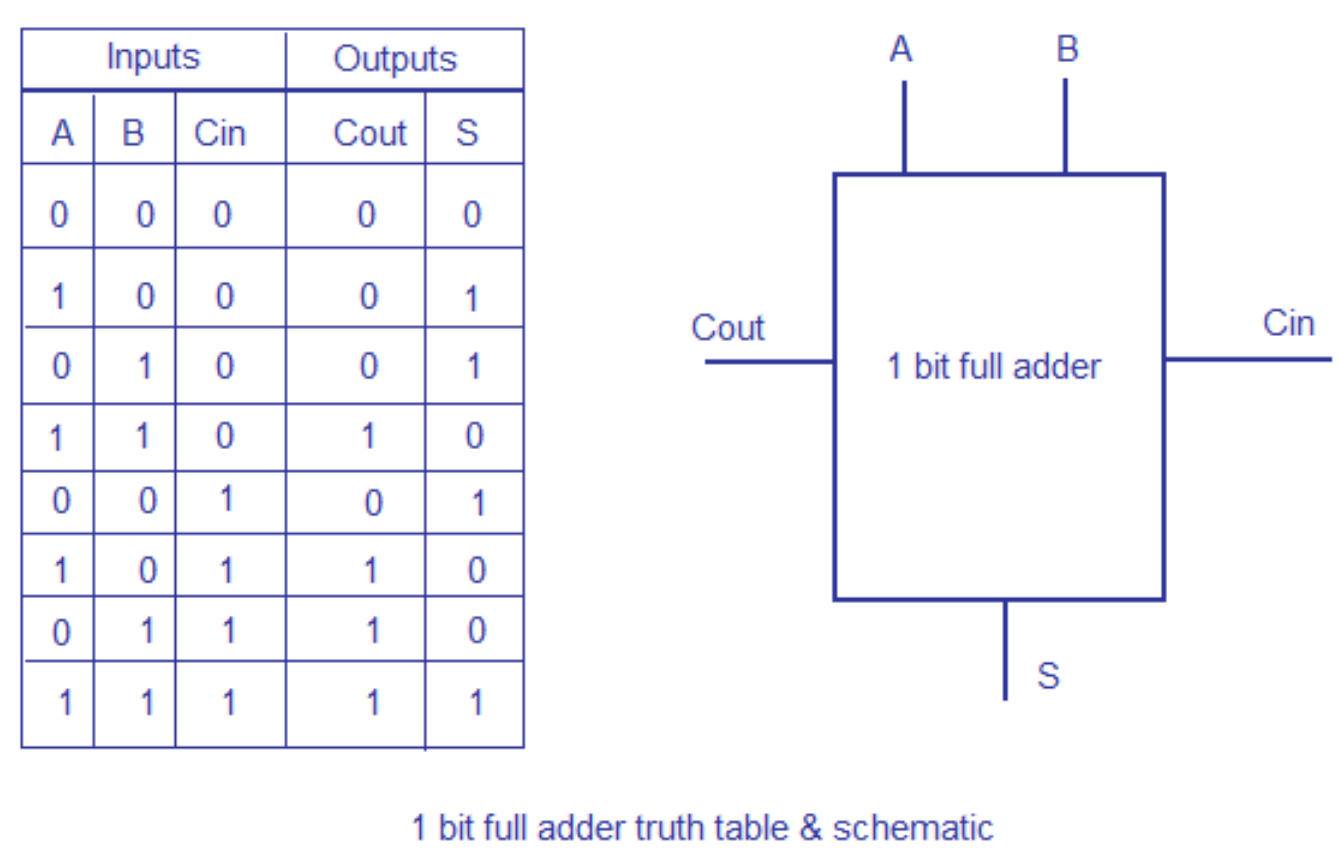 Inputs Outputs
A B Cin Cout S
0 0 0 0 0
1 0 0 0 1
0 1 0 0 1
1 1 0 1 0
0 0 1 0 1
1 0 1 1 0
0 1 1 1 0
1 1 1 1 1
A B
Cout 1 bit full adder Cin
S
1 bit full adder truth table & schematic